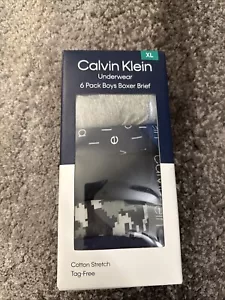 XL
Calvin Klein
Underwear
6 Pack Boys Boxer Brief
Cotton Stretch
Tag-Free